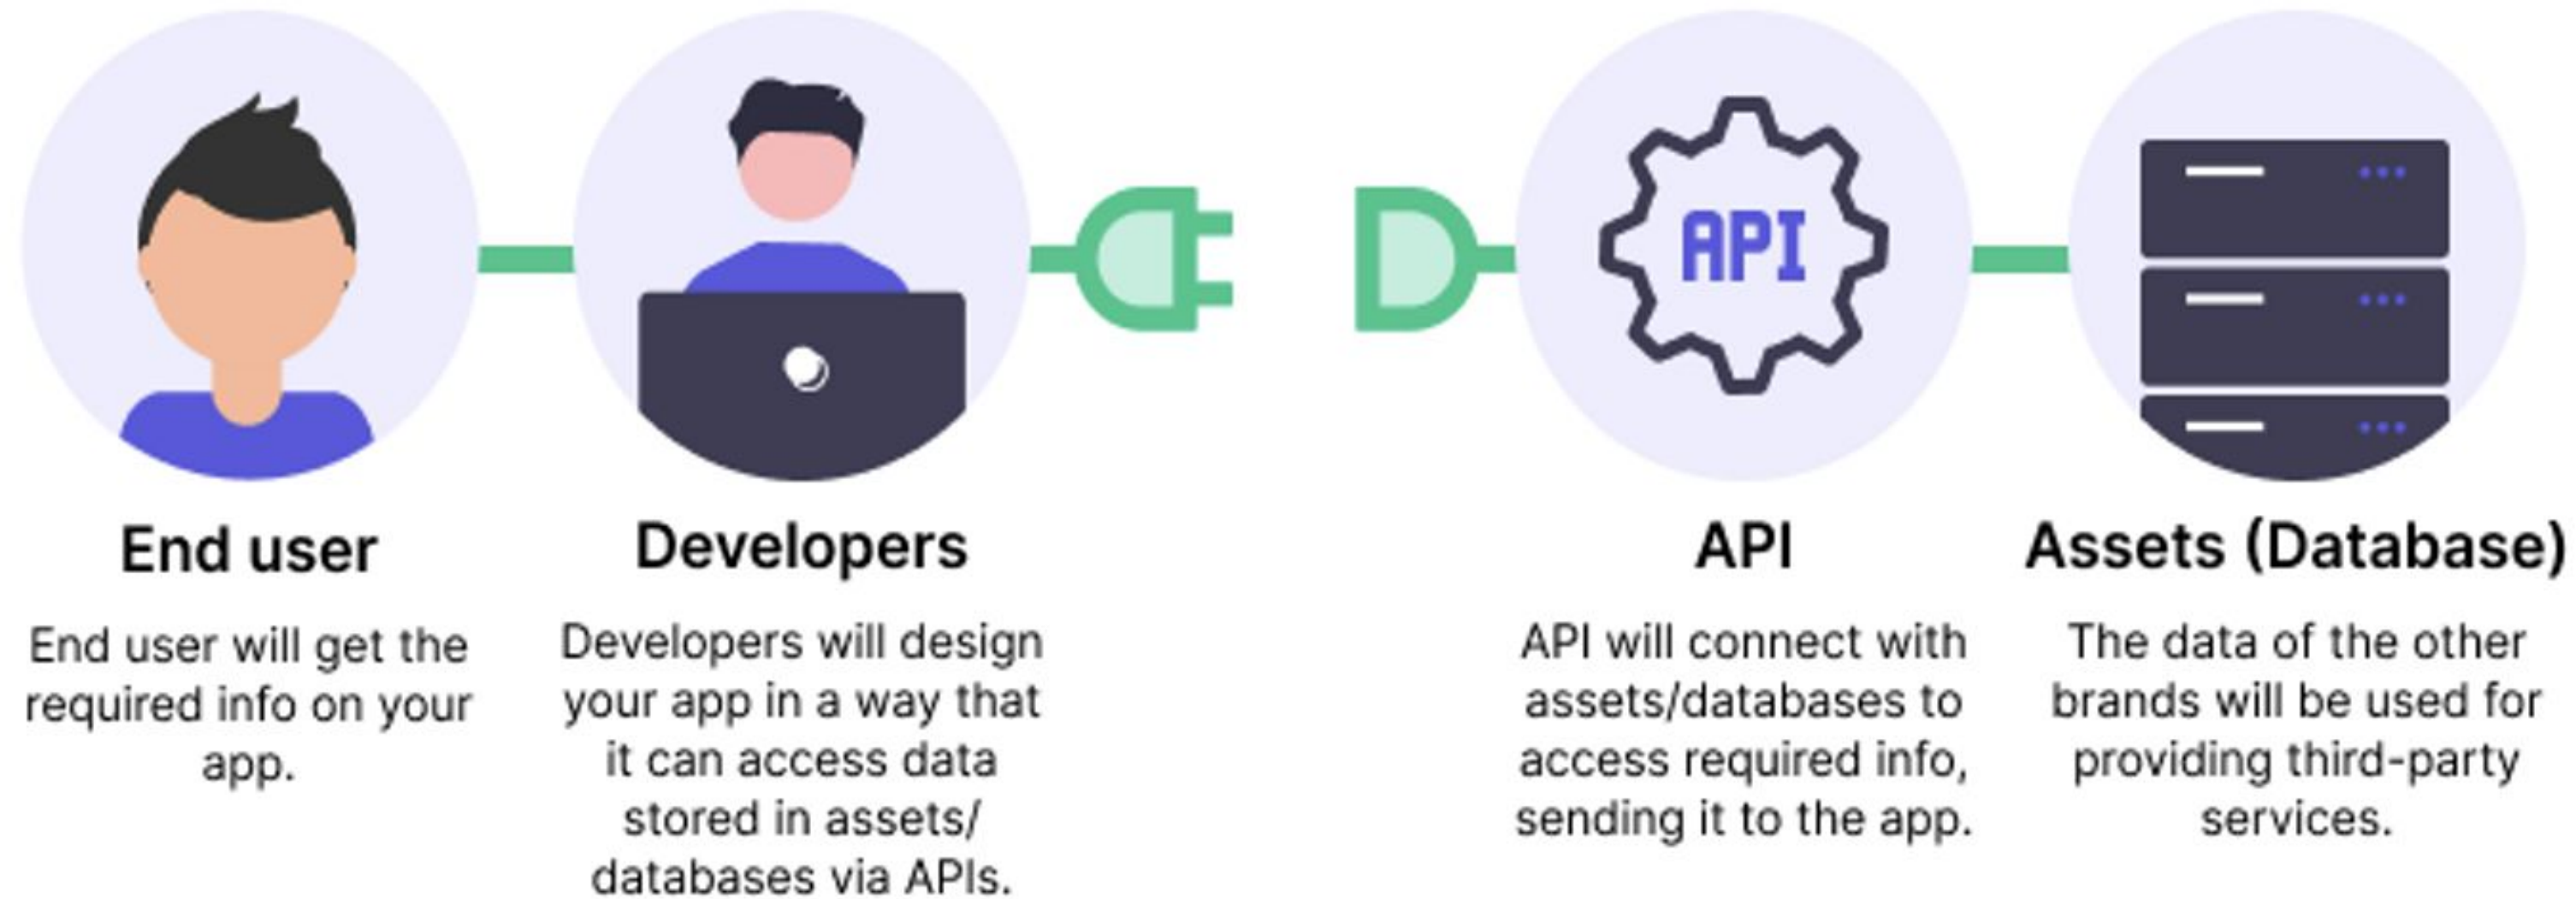 API
End user
Developers
API
Assets (Database)
End user will get the
required info on your
app.
Developers will design
your app in a way that
it can access data
stored in assets/
databases via APIs.
API will connect with
assets/databases to
access required info,
sending it to the app.
The data of the other
brands will be used for
providing third-party
services.